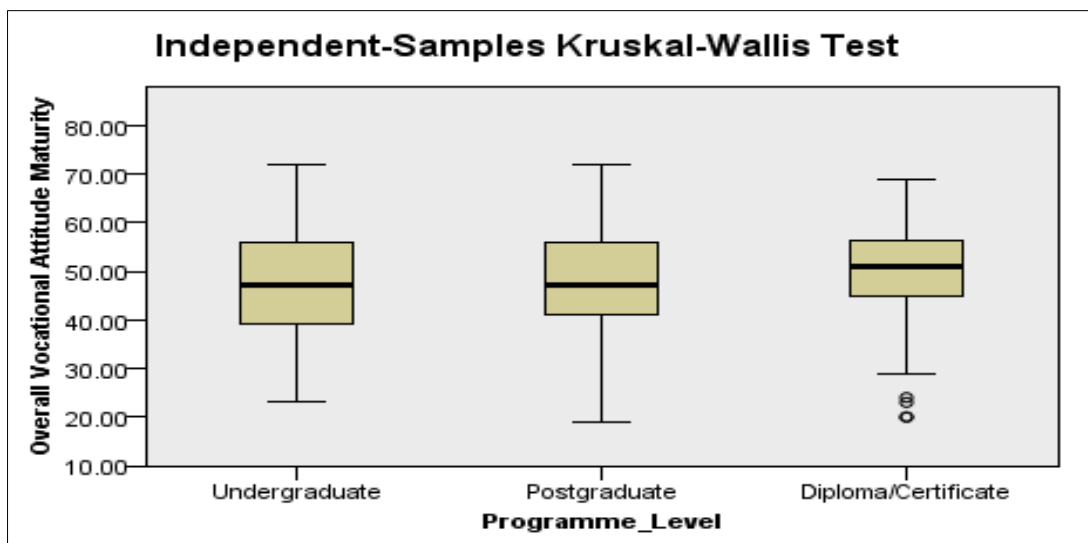 Independent-Samples Kruskal-Wallis Test
Overall Vocational Attitude Maturity
80.00
70.00
60.00
50.00
40.00
30.00
20.00
10.00
Undergraduate Postgraduate Diploma/Certificate
Programme_Level